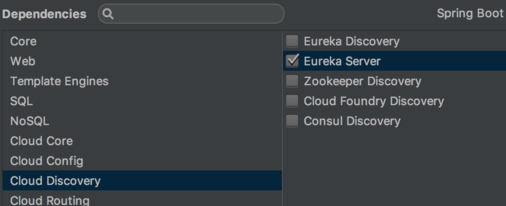 Dependencies Spring Boot
Core
Web
Template Engines
SQL
NoSQL
Cloud Core
Cloud Config
Cloud Discovery
Cloud Routing
Eureka Discovery
Eureka Server
Zookeeper Discovery
Cloud Foundry Discovery
Consul Discovery